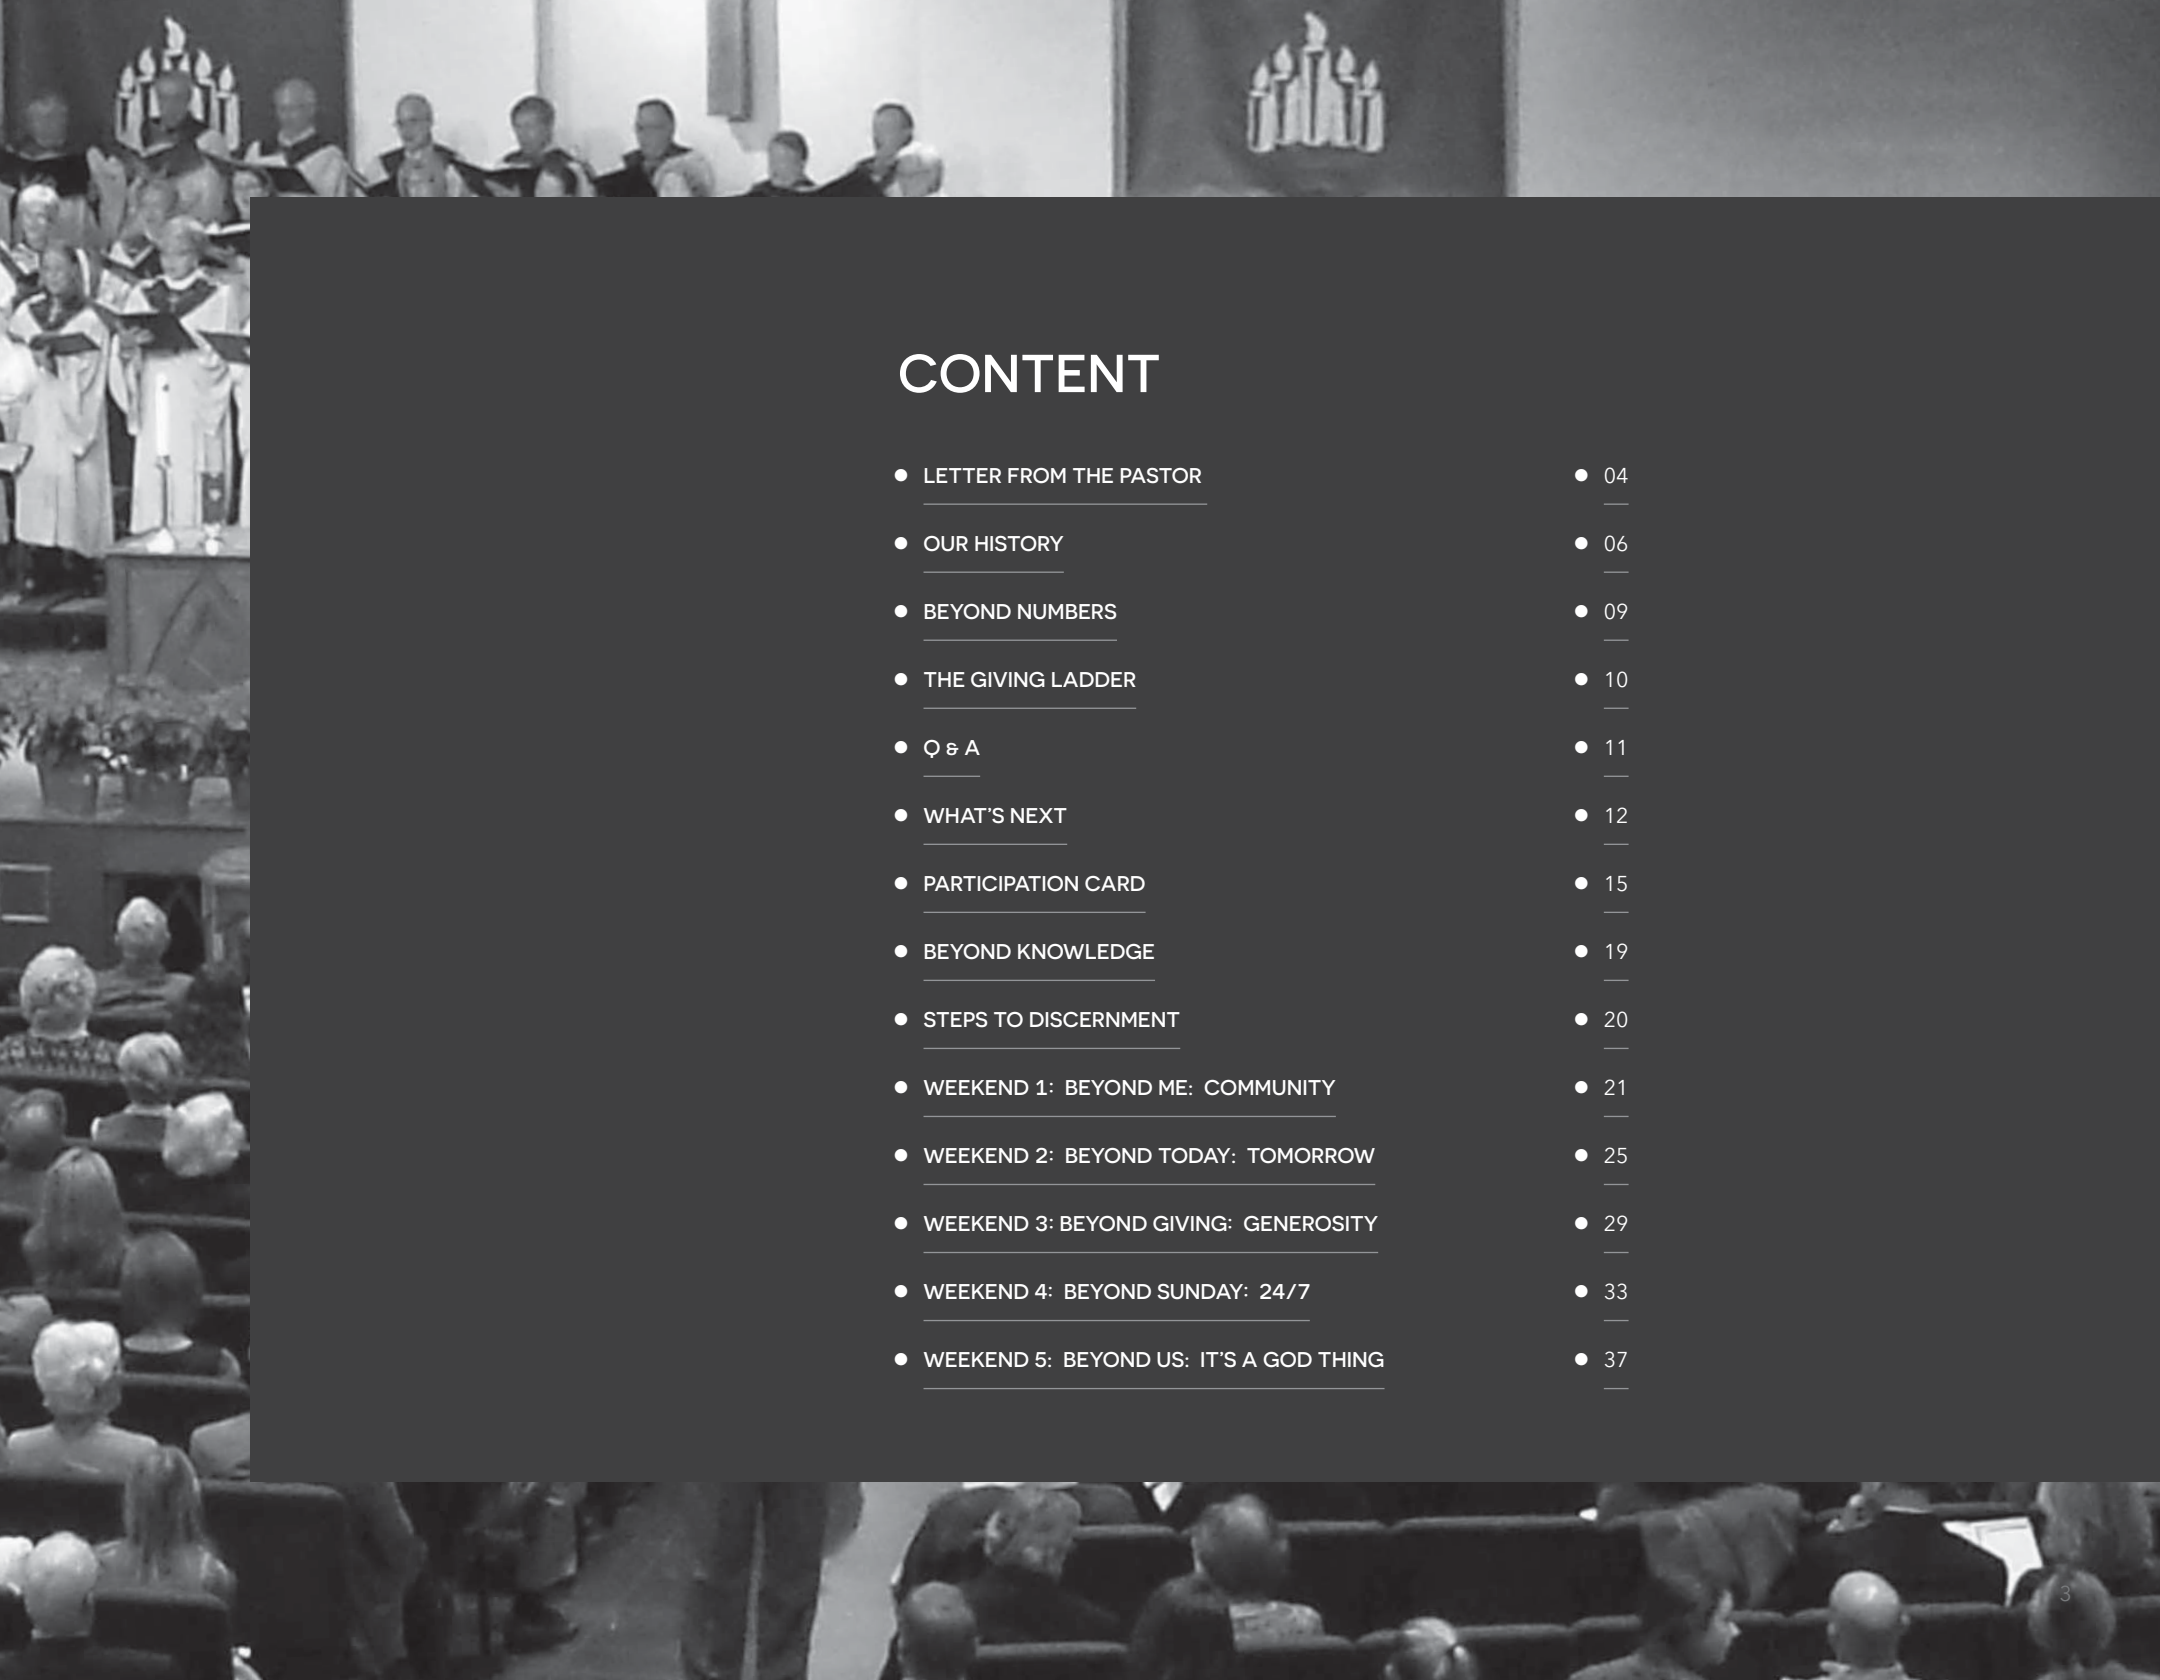 CONTENT
LETTER FROM THE PASTOR 04
OUR HISTORY 06
BEYOND NUMBERS 09
THE GIVING LADDER 10
Q & A 11
WHAT’S NEXT 12
PARTICIPATION CARD 15
BEYOND KNOWLEDGE 19
STEPS TO DISCERNMENT 20
WEEKEND 1: BEYOND ME: COMMUNITY 21
WEEKEND 2: BEYOND TODAY: TOMORROW 25
WEEKEND 3: BEYOND GIVING: GENEROSITY 29
WEEKEND 4: BEYOND SUNDAY: 24/7 33
WEEKEND 5: BEYOND US: IT’S A GOD THING 37
3